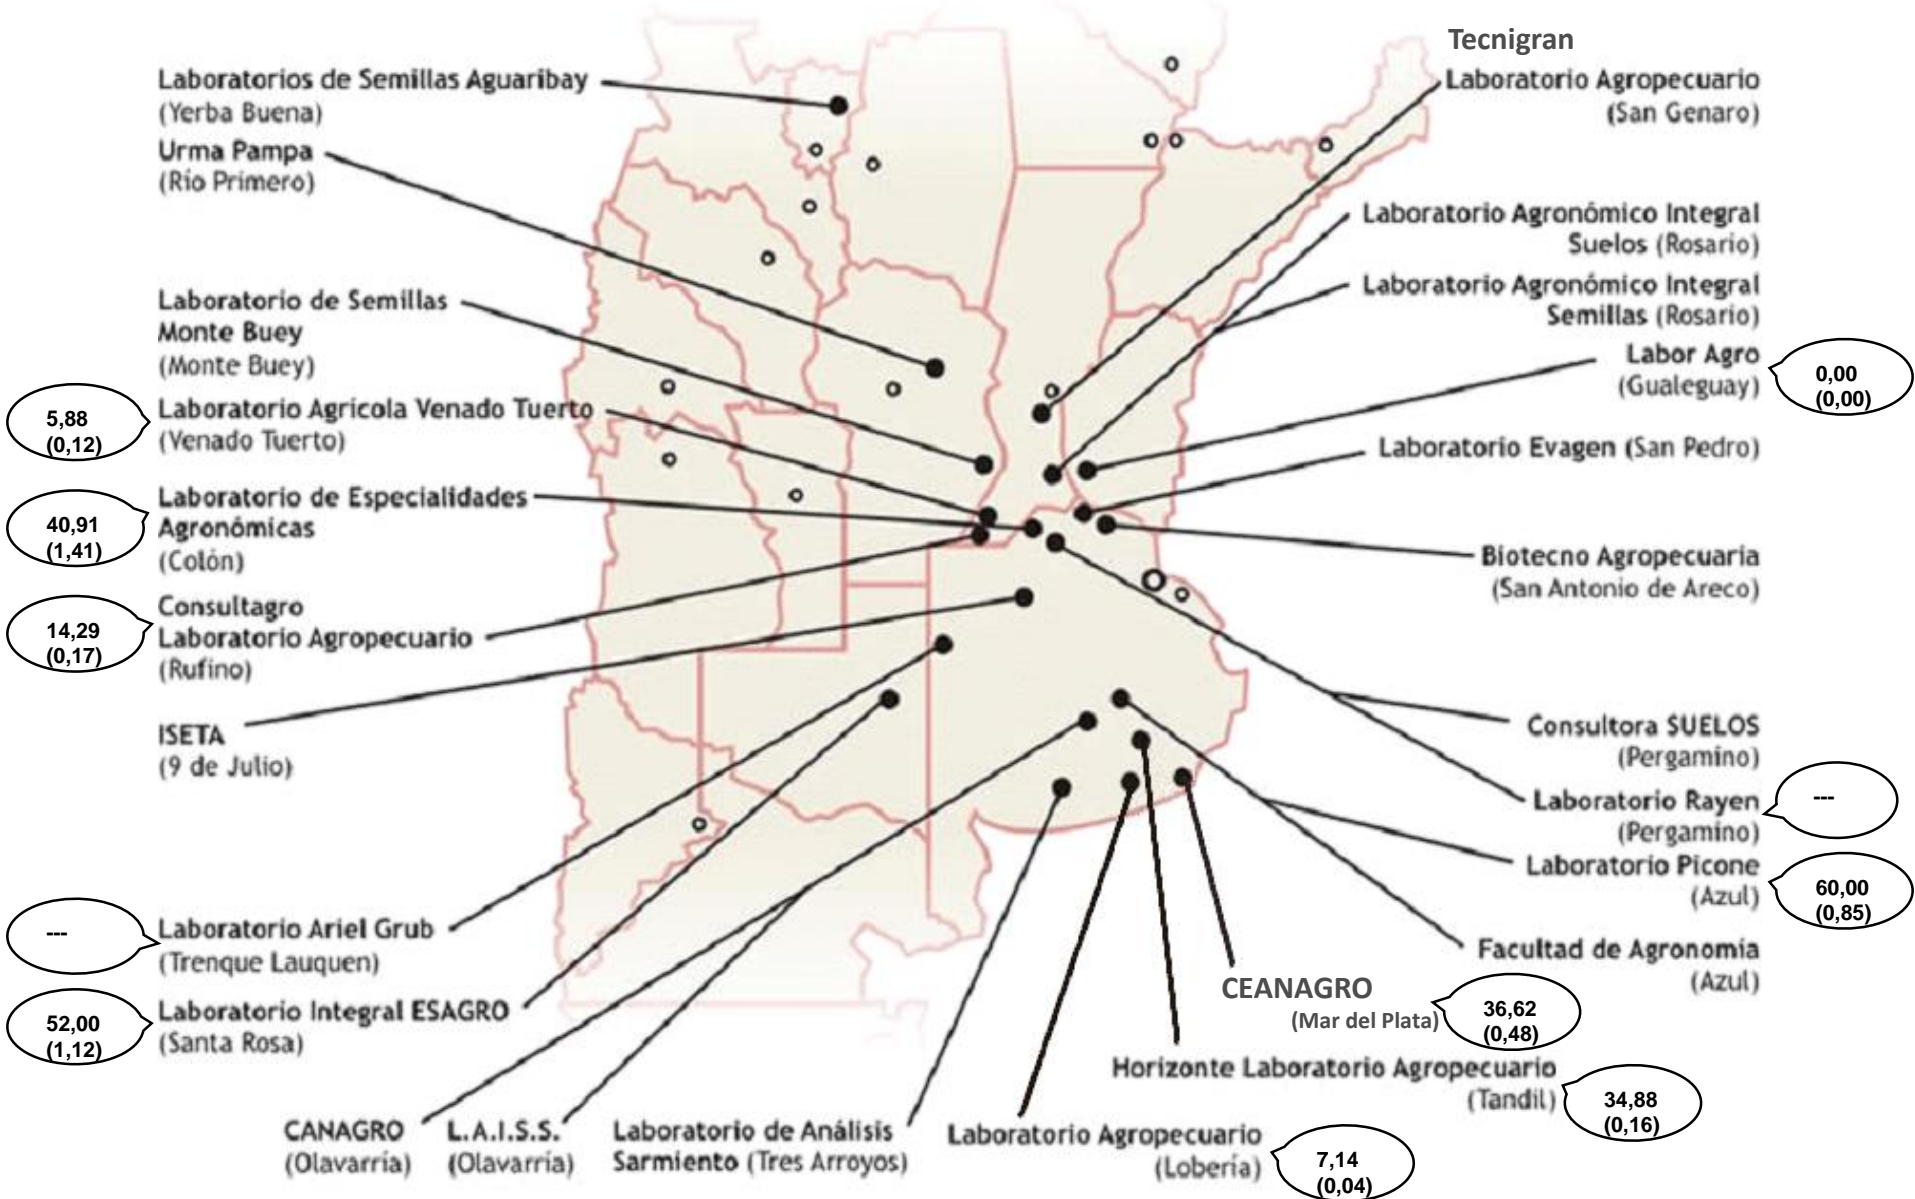 Laboratorios de Semillas Aguaribay
(Yerba Buena)
Urma Pampa
(Río Primero)
Laboratorio de Semillas
Monte Buey
(Monte Buey)
5,88
(0,12)
Laboratorio Agrícola Venado Tuerto
(Venado Tuerto)
40,91
(1,41)
Laboratorio de Especialidades
Agronômicas
(Colón)
14,29
(0,17)
Consultagro
Laboratorio Agropecuario
(Rufino)
ISETA
(9 de Julio)
---
Laboratorio Ariel Grub
(Trenque Lauquen)
52,00
(1,12)
Laboratorio Integral ESAGRO
(Santa Rosa)
CANAGRO
(Olavarría)
L.A.I.S.S.
(Olavarría)
Laboratorio de Análisis
Sarmiento (Tres Arroyos)
Laboratorio Agropecuario
(Lobería)
7,14
(0,04)
Horizonte Laboratorio Agropecuario
(Tandil)
34,88
(0,16)
CEANAGRO
(Mar del Plata)
36,62
(0,48)
Tecnigran
Laboratorio Agropecuario
(San Genaro)
Laboratorio Agronómico Integral
Suelos (Rosario)
Laboratorio Agronómico Integral
Semillas (Rosario)
Labor Agro
(Gualeguay)
0,00
(0,00)
Laboratorio Evagen (San Pedro)
Biotecno Agropecuaria
(San Antonio de Areco)
Consultora SUELOS
(Pergamino)
Laboratorio Rayen
(Pergamino)
---
Laboratorio Picone
(Azul)
60,00
(0,85)
Facultad de Agronomía
(Azul)